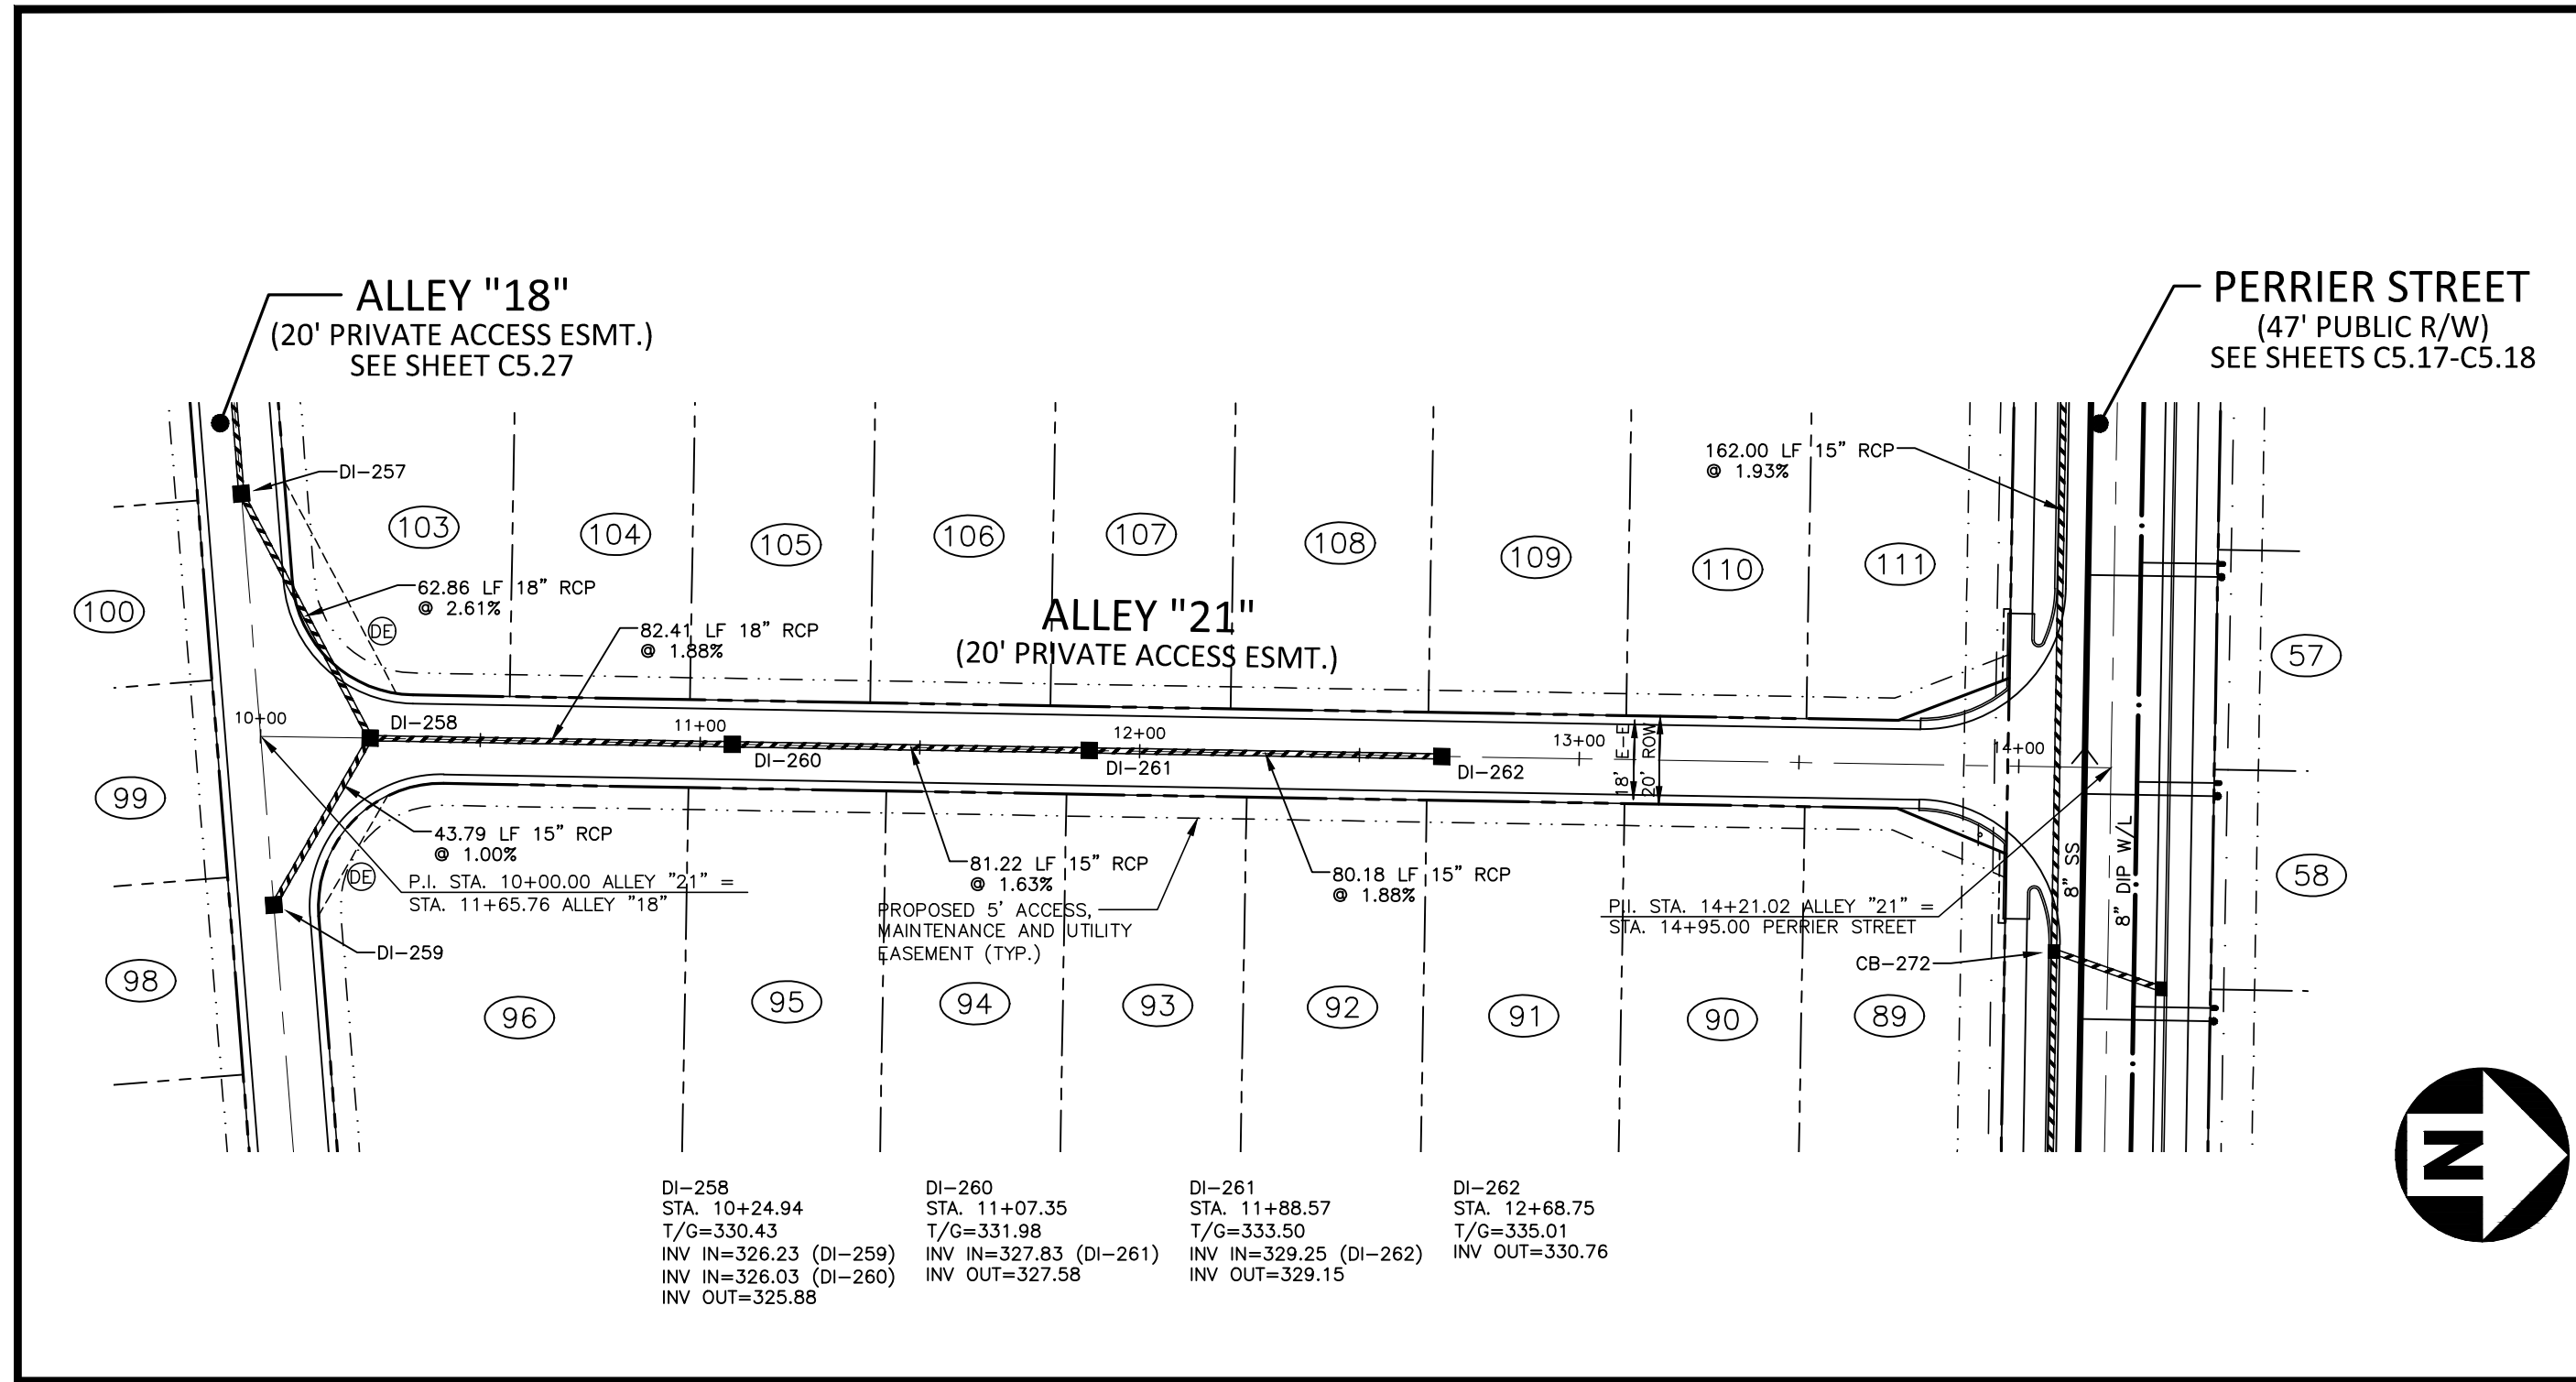 ALLEY "18"
(20' PRIVATE ACCESS ESMT.)
SEE SHEET C5.27
PERRIER STREET
(47' PUBLIC R/W)
SEE SHEETS C5.17-C5.18
DI-257
162.00 LF 15" RCP
@ 1.93%
103
104
105
106
107
108
109
110
111
100
62.86 LF 18" RCP
@ 2.61%
DE
82.41 LF 18" RCP
@ 1.88%
ALLEY "21"
(20' PRIVATE ACCESS ESMT.)
57
10+00
DI-258
11+00
12+00
13+00
14+00
DI-260
DI-261
DI-262
18' E-E
20' ROW
99
43.79 LF 15" RCP
@ 1.00%
DE
P.I. STA. 10+00.00 ALLEY "21" =
STA. 11+65.76 ALLEY "18"
81.22 LF 15" RCP
@ 1.63%
80.18 LF 15" RCP
@ 1.88%
PROPOSED 5' ACCESS,
MAINTENANCE AND UTILITY
EASEMENT (TYP.)
P.I. STA. 14+21.02 ALLEY "21" =
STA. 14+95.00 PERRIER STREET
8" SS
8" DIP W/L
58
DI-259
CB-272
98
96
95
94
93
92
91
90
89
N
DI-258
STA. 10+24.94
T/G=330.43
INV IN=326.23 (DI-259)
INV IN=326.03 (DI-260)
INV OUT=325.88
DI-260
STA. 11+07.35
T/G=331.98
INV IN=327.83 (DI-261)
INV OUT=327.58
DI-261
STA. 11+88.57
T/G=333.50
INV IN=329.25 (DI-262)
INV OUT=329.15
DI-262
STA. 12+68.75
T/G=335.01
INV OUT=330.76